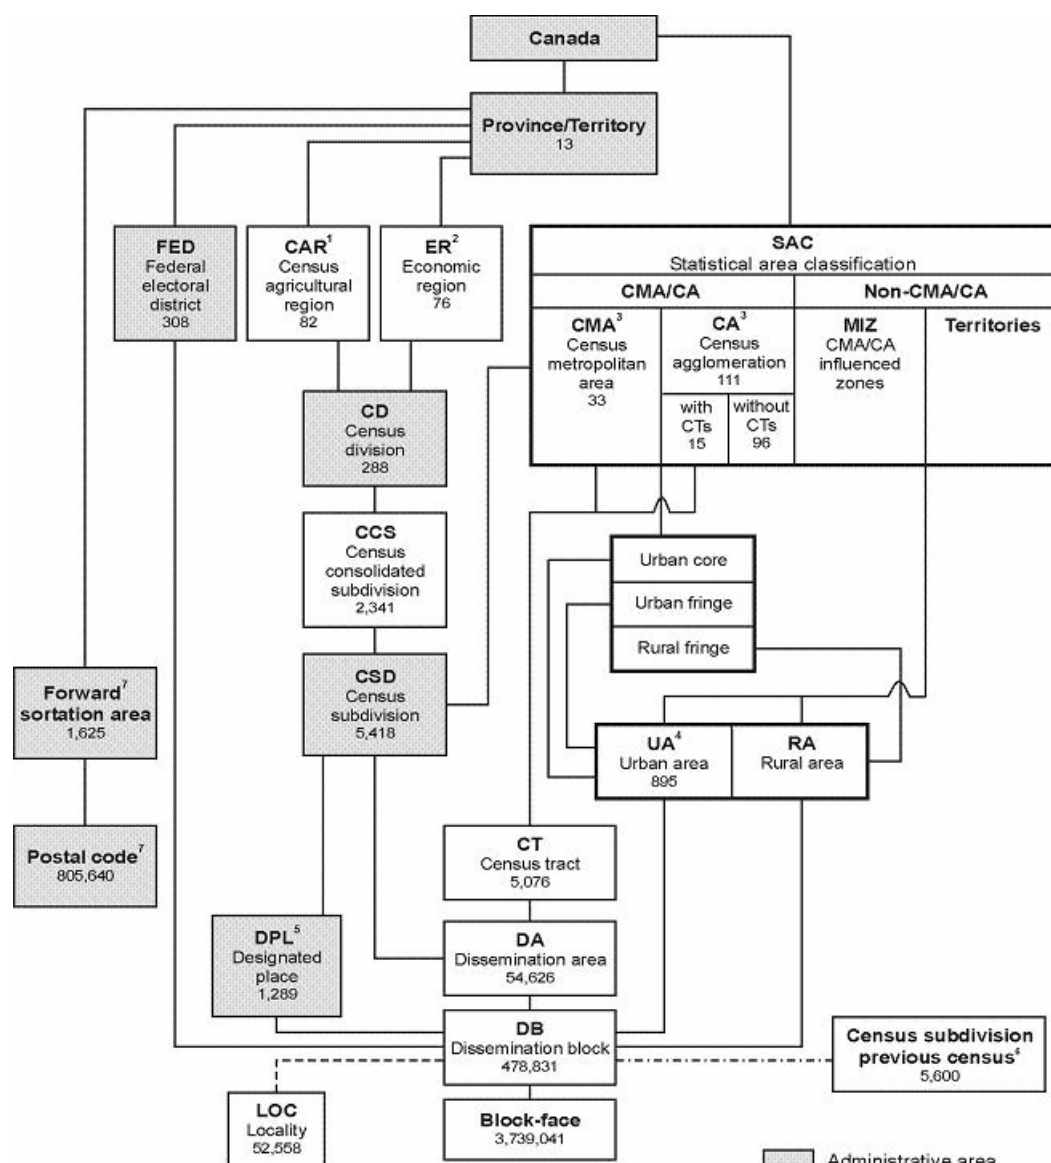 Canada
Province/Territory
13
FED
Federal
electoral
district
308
CAR1
Census
agricultural
region
82
ER2
Economic
region
76
SAC
Statistical area classification
CMA/CA
Non-CMA/CA
CMA3
Census
metropolitan
area
33
CA3
Census
agglomeration
111
with
CTs
15
without
CTs
96
MIZ
CMA/CA
influenced
zones
Territories
CD
Census
division
288
CCS
Census
consolidated
subdivision
2,341
Urban core
Urban fringe
Rural fringe
CSD
Census
subdivision
5,418
Forward7
sortation area
1,625
UA4
Urban area
895
RA
Rural area
Postal code7
805,640
CT
Census tract
5,076
DPL5
Designated
place
1,289
DA
Dissemination area
54,626
DB
Dissemination block
478,831
Census subdivision
previous census6
5,600
LOC
Locality
52,558
Block-face
3,739,041
Administrative area